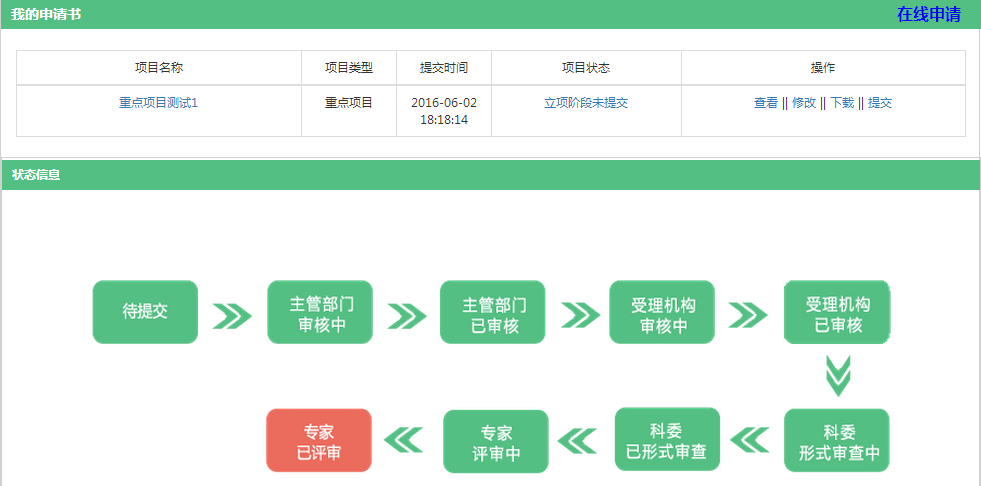 我的申请书 在线申请
项目名称 项目类型 提交时间 项目状态 操作
重点项目测试1 重点项目 2016-06-02 立项阶段未提交 查看 || 修改 || 下载 || 提交
18:18:14
状态信息
待提交
主管部门
审核中
主管部门
已审核
受理机构
审核中
受理机构
已审核
科委
形式审查中
科委
已形式审查
专家
评审中
专家
已评审